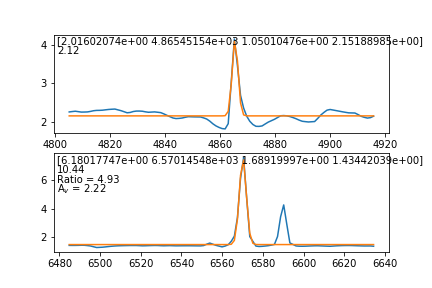 [2.01602074e+00 4.86545154e+03 1.05010476e+00 2.15188985e+00]
2.12
4
3
2
4800 4820 4840 4860 4880 4900 4920
[6.18017747e+00 6.57014548e+03 1.68919997e+00 1.43442039e+00]
10.44
Ratio = 4.93
Av = 2.22
6
4
2
6480 6500 6520 6540 6560 6580 6600 6620 6640